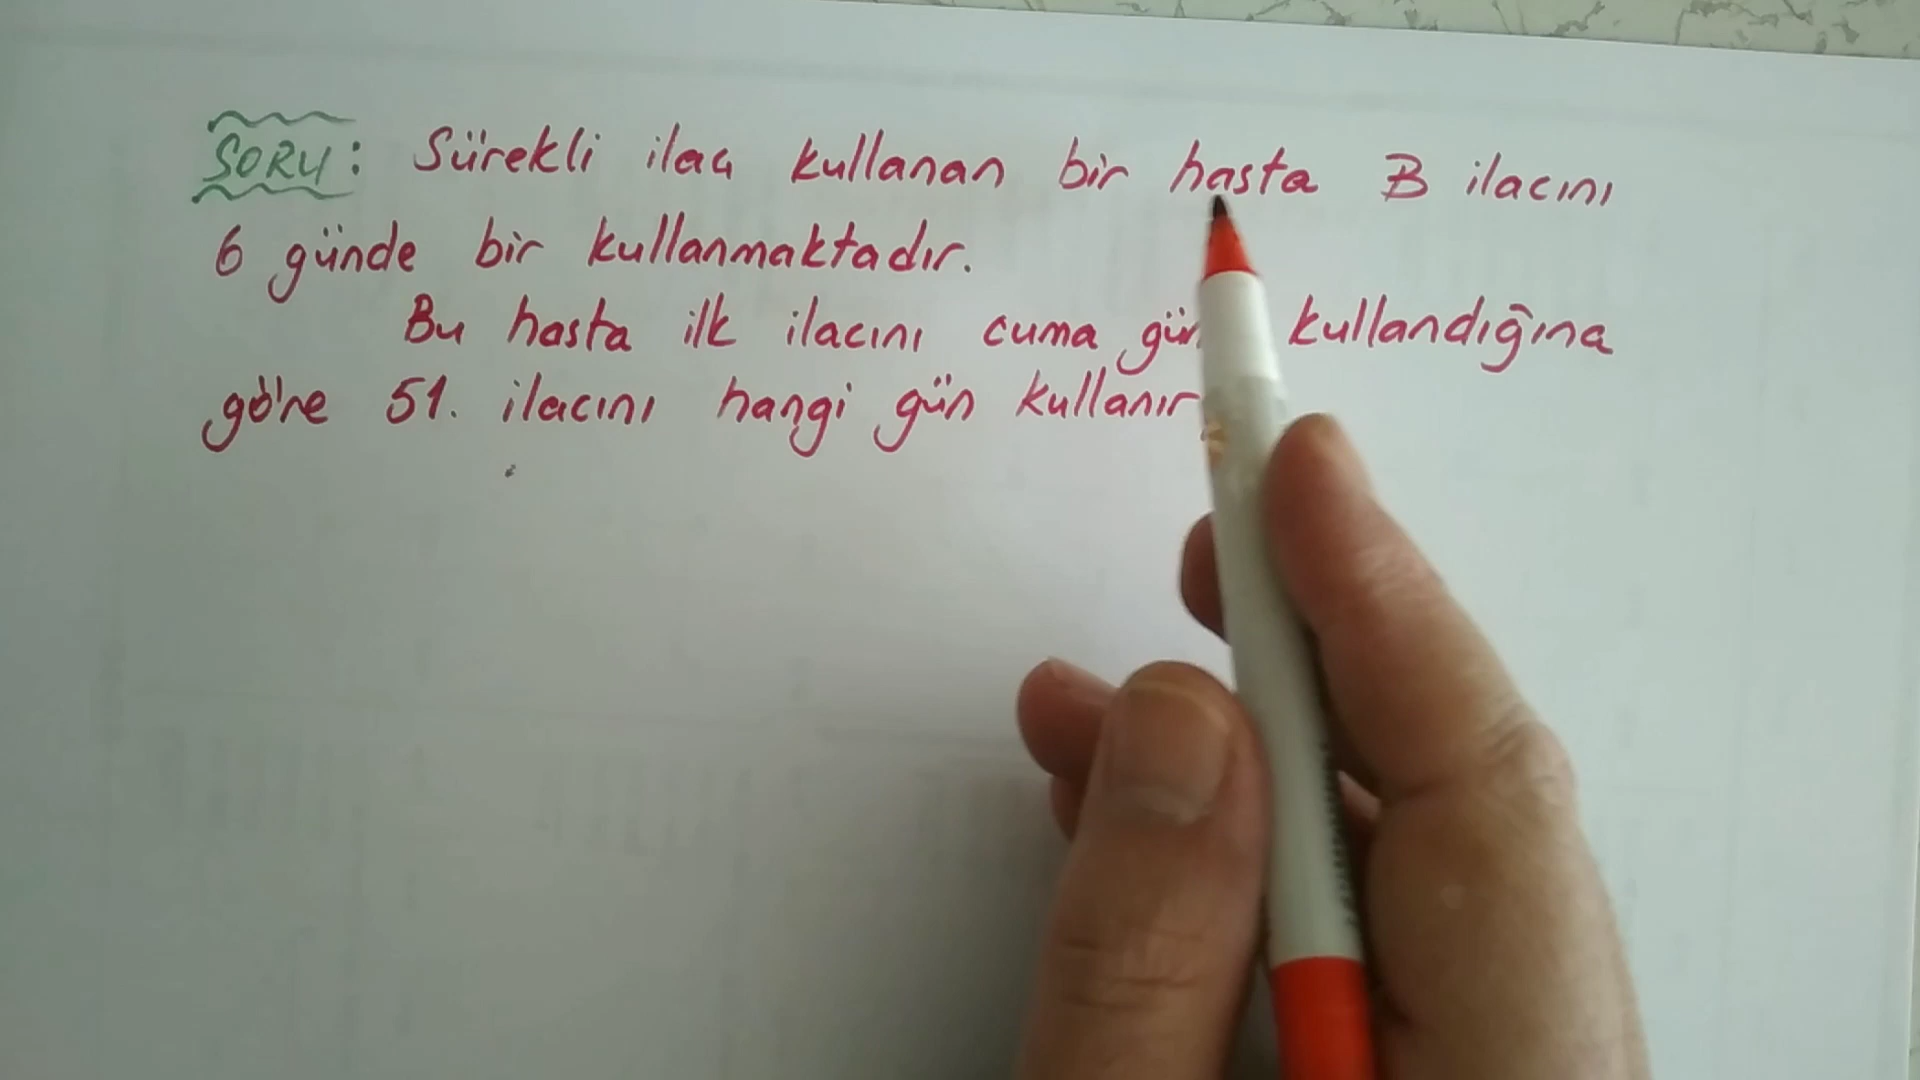 SORU: Sürekli ilaç kullanan bir hasta B ilacını
6 günde bir kullanmaktadır.
Bu hasta ilk ilacını cuma kullandığına
göre 51. ilacını hangi gün kullanır